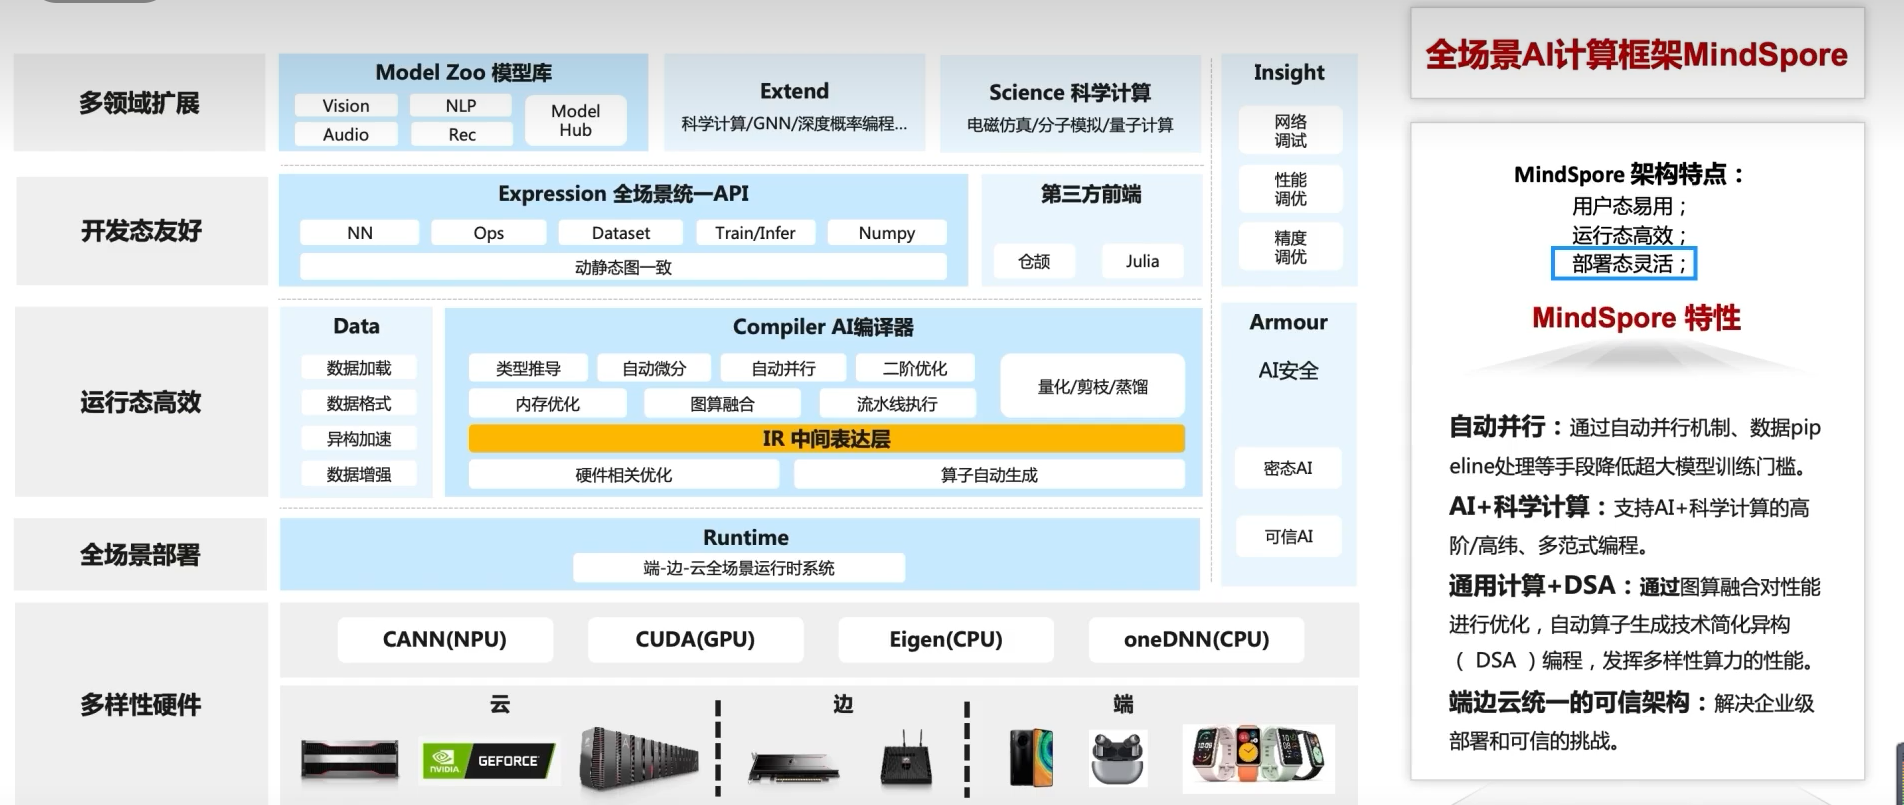 多领域扩展
Model Zoo 模型库
Vision
NLP
Audio
Rec
Model
Hub
Extend
科学计算/GNN/深度概率编程...
Science 科学计算
电磁仿真/分子模拟/量子计算
Insight
网络
调试
性能
调优
精度
调优
开发态友好
Expression 全场景统一API
NN
Ops
Dataset
Train/Infer
Numpy
动静态图一致
第三方前端
仓颉
Julia
运行态高效
Data
数据加载
数据格式
异构加速
数据增强
Compiler AI编译器
类型推导
自动微分
自动并行
二阶优化
量化/剪枝/蒸馏
内存优化
图算融合
流水线执行
IR 中间表达层
硬件相关优化
算子自动生成
Armour
AI安全
密态AI
可信AI
全场景部署
Runtime
端-边-云全场景运行时系统
多样性硬件
CANN(NPU)
CUDA(GPU)
Eigen(CPU)
oneDNN(CPU)
云
边
端
NVIDIA
GEFORCE
全场景AI计算框架MindSpore
MindSpore 架构特点：
用户态易用；
运行态高效；
部署态灵活；
MindSpore 特性
自动并行：通过自动并行机制、数据pip
eline处理等手段降低超大模型训练门槛。
AI+科学计算：支持AI+科学计算的高
阶/高纬、多范式编程。
通用计算+DSA：通过图算融合对性能
进行优化，自动算子生成技术简化异构
（ DSA ）编程，发挥多样性算力的性能。
端边云统一的可信架构：解决企业级
部署和可信的挑战。